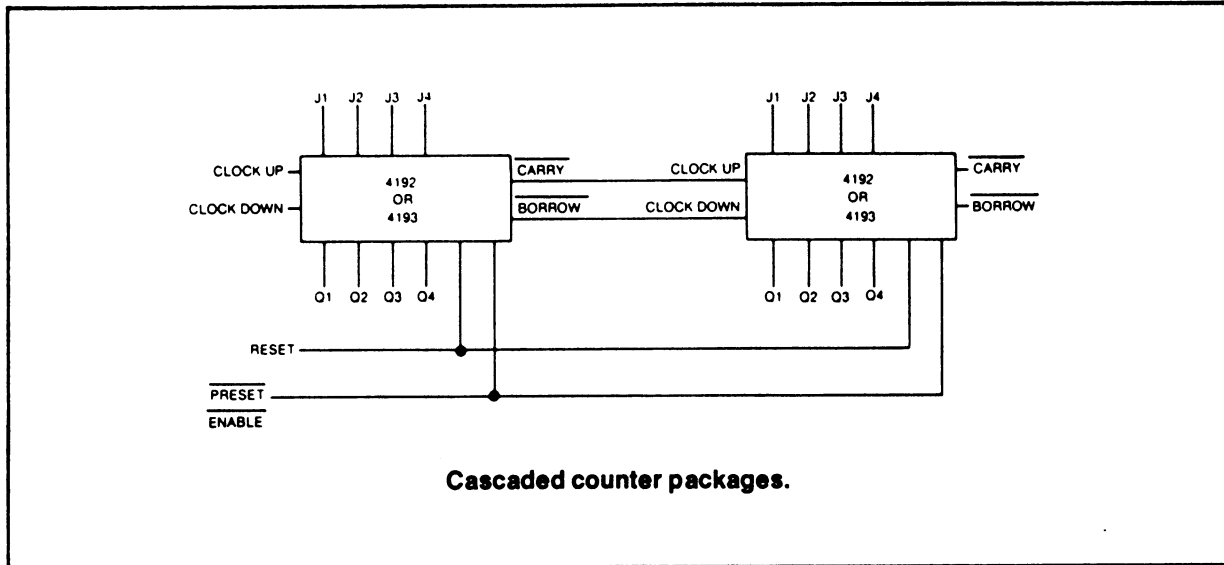 J1 J2 J3 J4
J1 J2 J3 J4
CLOCK UP
4192
OR
4193
CARRY
CLOCK UP
4192
OR
4193
CARRY
CLOCK DOWN
BORROW
CLOCK DOWN
BORROW
Q1 Q2 Q3 Q4
Q1 Q2 Q3 Q4
RESET
PRESET
ENABLE
Cascaded counter packages.